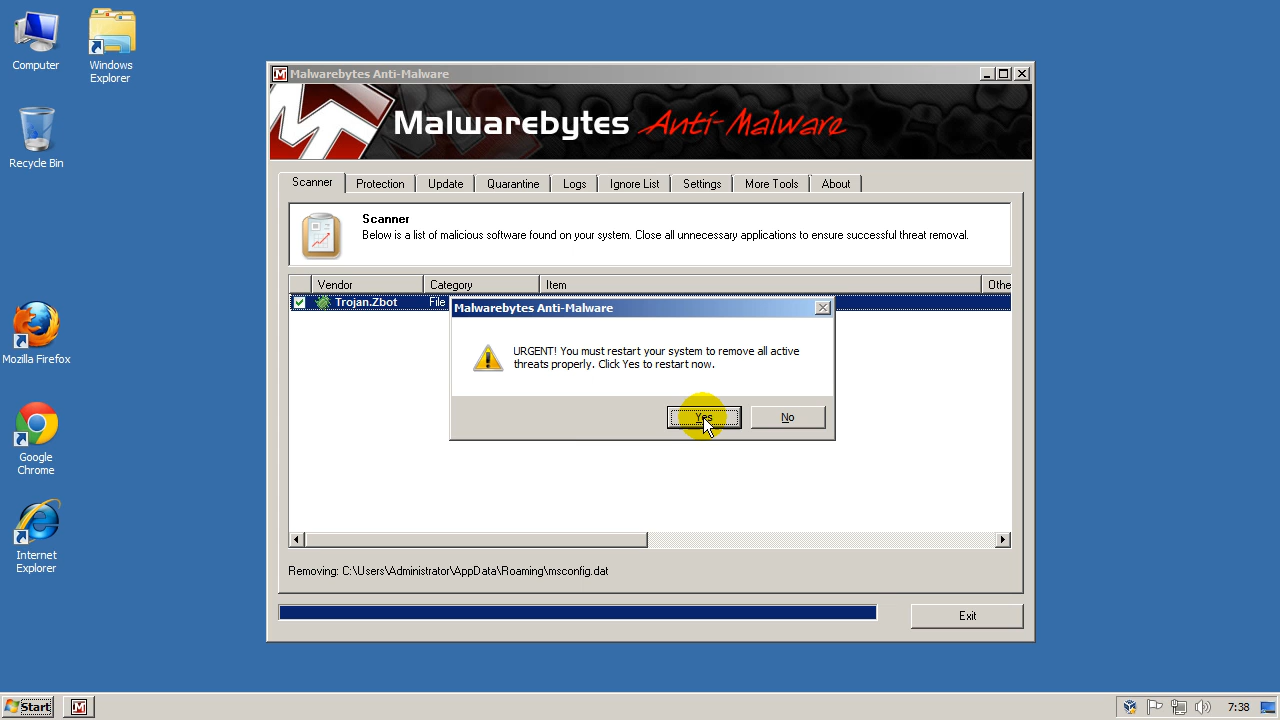 Computer
Windows
Explorer
Recycle Bin
Mozilla Firefox
Google
Chrome
Internet
Explorer
Malwarebytes Anti-Malware
Malwarebytes Anti-Malware
Scanner Protection Update Quarantine Logs Ignore List Settings More Tools About
Scanner
Below is a list of malicious software found on your system. Close all unnecessary applications to ensure successful threat removal.
Vendor Category Item Othe
Trojan.Zbot File
Malwarebytes Anti-Malware
URGENT! You must restart your system to remove all active
threats properly. Click Yes to restart now.
Yes No
Removing: C:\Users\Administrator\AppData\Roaming\msconfig.dat
Exit
Start 7:38